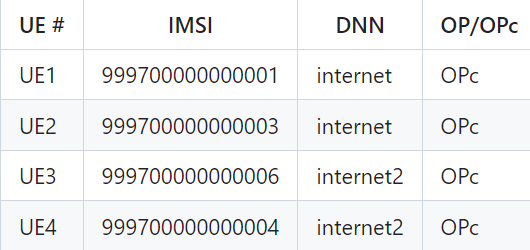 UE # IMSI DNN OP/OPc
UE1 999700000000001 internet OPc
UE2 999700000000003 internet OPc
UE3 999700000000006 internet2 OPc
UE4 999700000000004 internet2 OPc